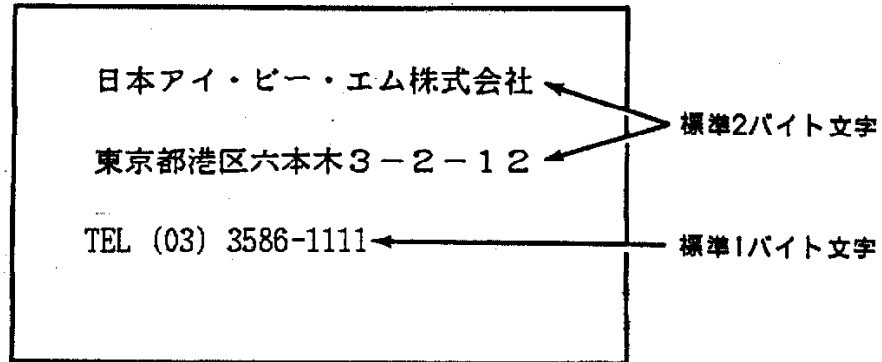 日本アイ・ビー・エム株式会社
標準2バイト文字
東京都港区六本木３－２－１２
TEL (03) 3586-1111
標準1バイト文字